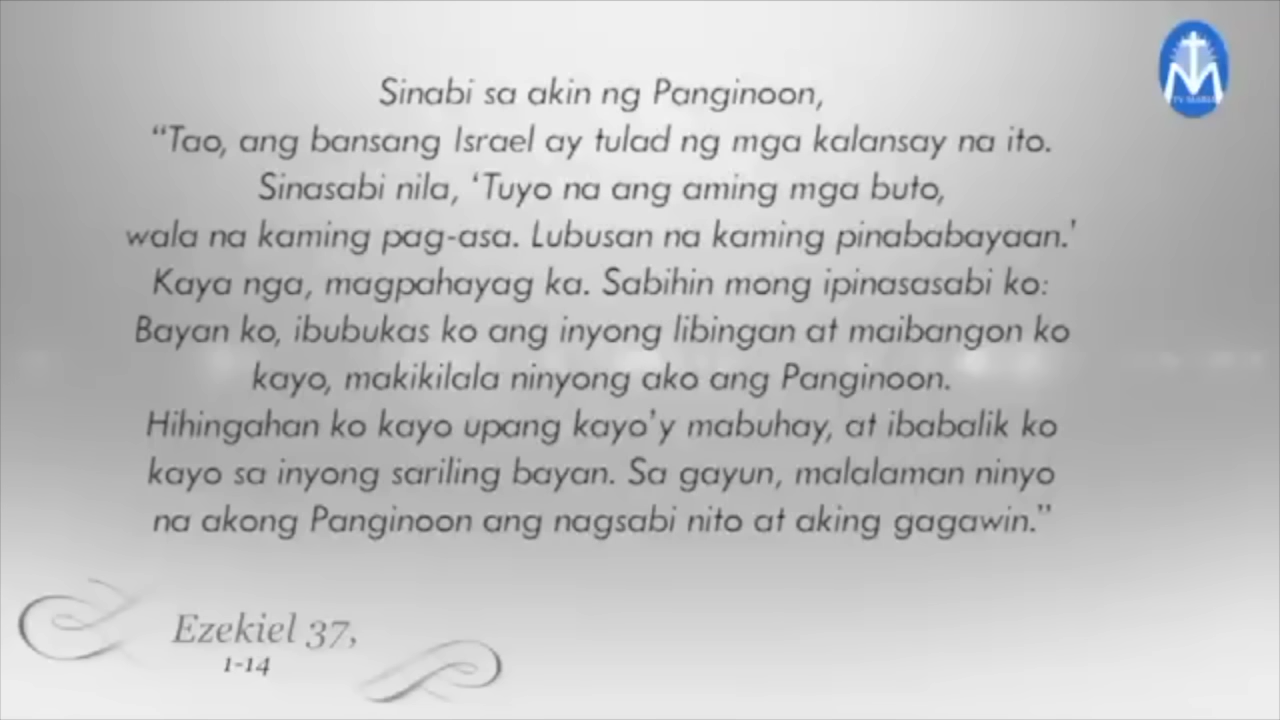 Sinabi sa akin ng Panginoon,
“Tao, ang bansang Israel ay tulad ng mga kalansay na ito.
Sinasabi nila, ‘Tuyo na ang aming mga buto,
wala na kaming pag-asa. Lubusan na kaming pinababayaan.'
Kaya nga, magpahayag ka. Sabihin mong ipinasasabi ko:
Bayan ko, ibubukas ko ang inyong libingan at maibangon ko
kayo, makikilala ninyong ako ang Panginoon.
Hihingahan ko kayo upang kayo'y mabuhay, at ibabalik ko
kayo sa inyong sariling bayan. Sa gayun, malalaman ninyo
na akong Panginoon ang nagsabi nito at aking gagawin.”
Ezekiel 37,
1-14
TV MARIA